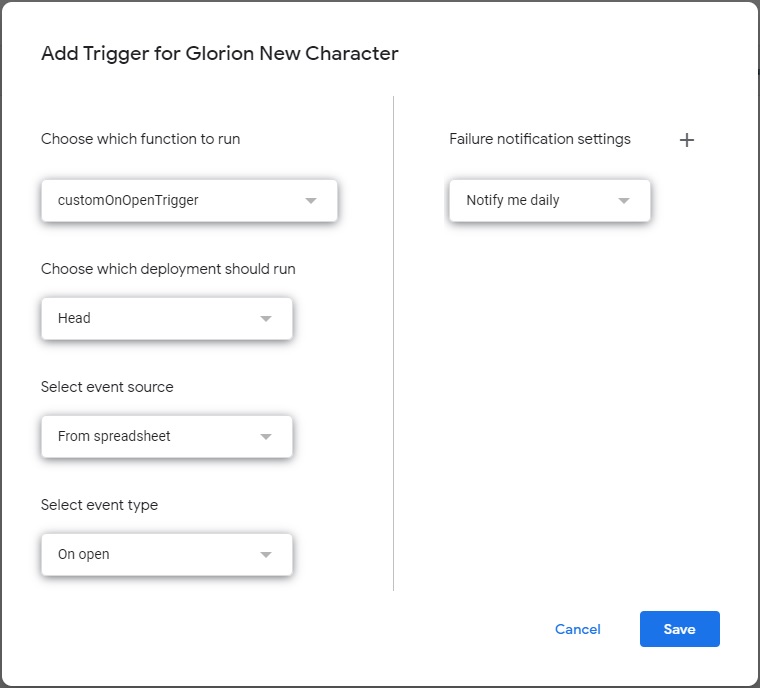 Add Trigger for Glorion New Character
Choose which function to run
customOnOpenTrigger
Choose which deployment should run
Head
Select event source
From spreadsheet
Select event type
On open
Failure notification settings
Notify me daily
Cancel
Save